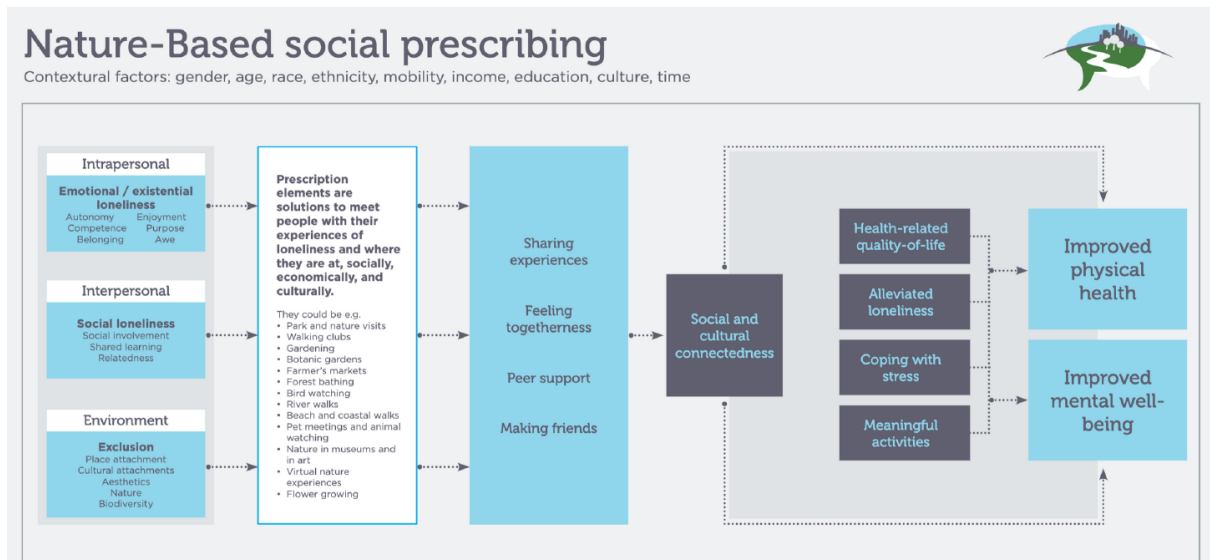 Nature-Based social prescribing
Contextural factors: gender, age, race, ethnicity, mobility, income, education, culture, time
Intrapersonal
Emotional / existential
loneliness
Autonomy Enjoyment
Competence Purpose
Belonging Awe
Interpersonal
Social loneliness
Social involvement
Shared learning
Relatedness
Environment
Exclusion
Place attachment
Cultural attachments
Aesthetics
Nature
Biodiversity
Prescription
elements are
solutions to meet
people with their
experiences of
loneliness and where
they are at, socially,
economically, and
culturally.
They could be e.g.
• Park and nature visits
• Walking clubs
• Gardening
• Botanic gardens
• Farmer's markets
• Forest bathing
• Bird watching
• River walks
• Beach and coastal walks
• Pet meetings and animal
watching
• Nature in museums and
in art
• Virtual nature
experiences
• Flower growing
Sharing
experiences
Feeling
togetherness
Peer support
Making friends
Social and
cultural
connectedness
Health-related
quality-of-life
Alleviated
loneliness
Coping with
stress
Meaningful
activities
Improved
physical
health
Improved
mental well-
being